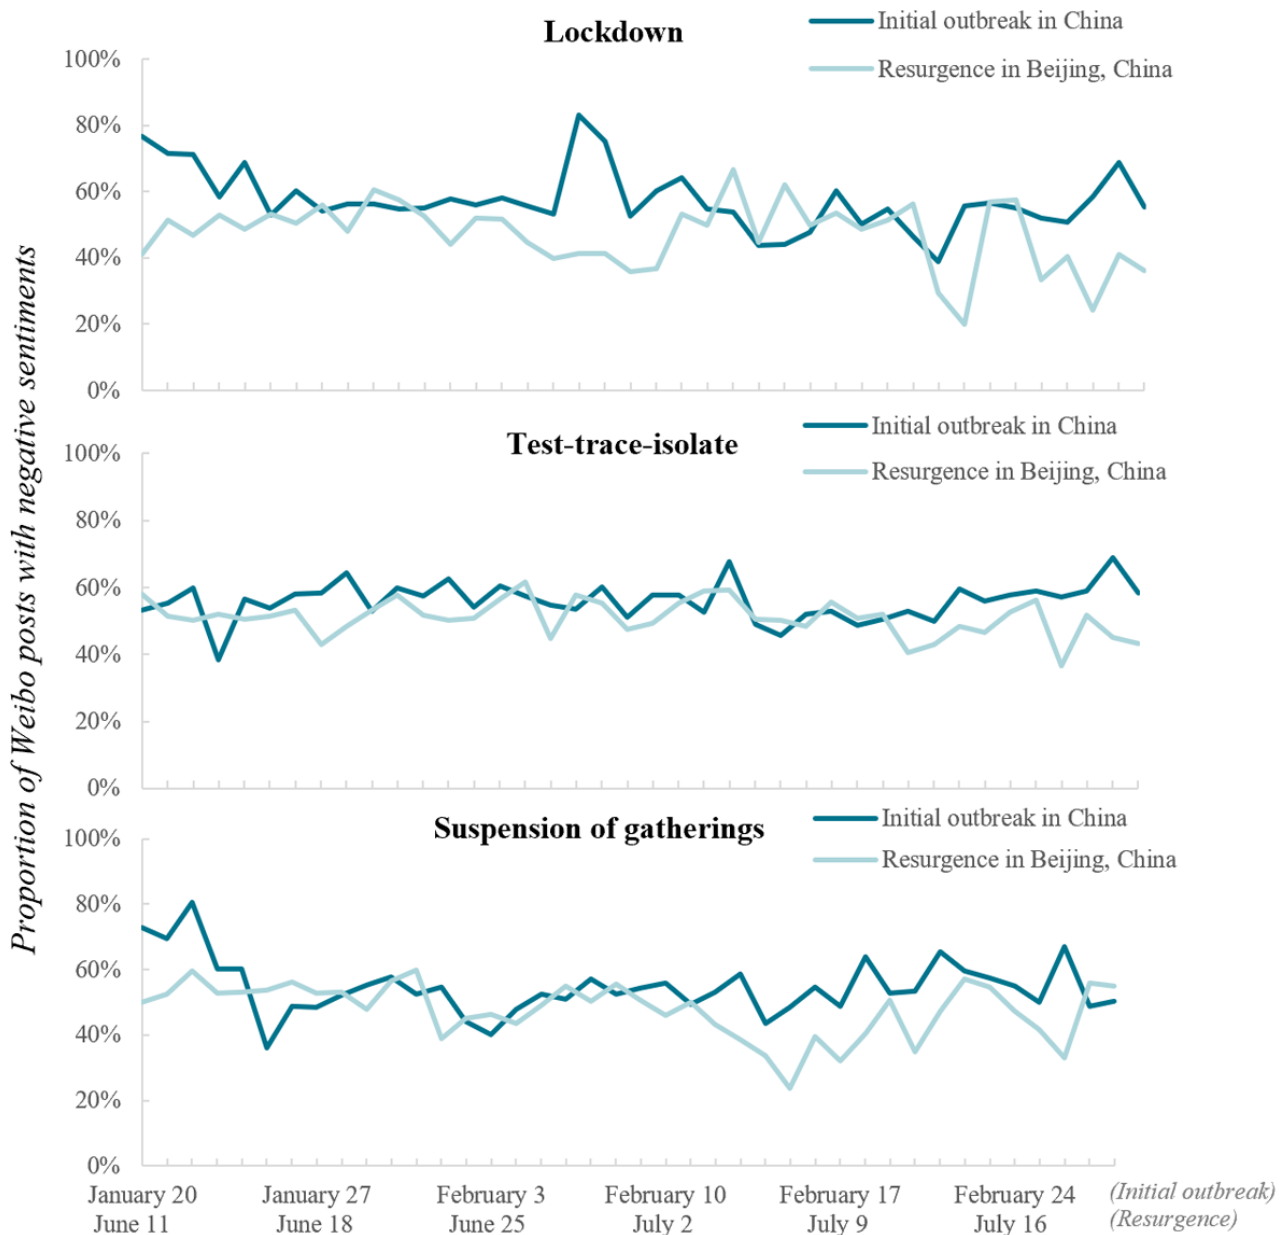 Lockdown
Initial outbreak in China
Resurgence in Beijing, China
100%
80%
60%
40%
20%
0%
Proportion of Weibo posts with negative sentiments
Test-trace-isolate
Initial outbreak in China
Resurgence in Beijing, China
100%
80%
60%
40%
20%
0%
Suspension of gatherings
Initial outbreak in China
Resurgence in Beijing, China
100%
80%
60%
40%
20%
0%
January 20 January 27 February 3 February 10 February 17 February 24 (Initial outbreak)
June 11 June 18 June 25 July 2 July 9 July 16 (Resurgence)